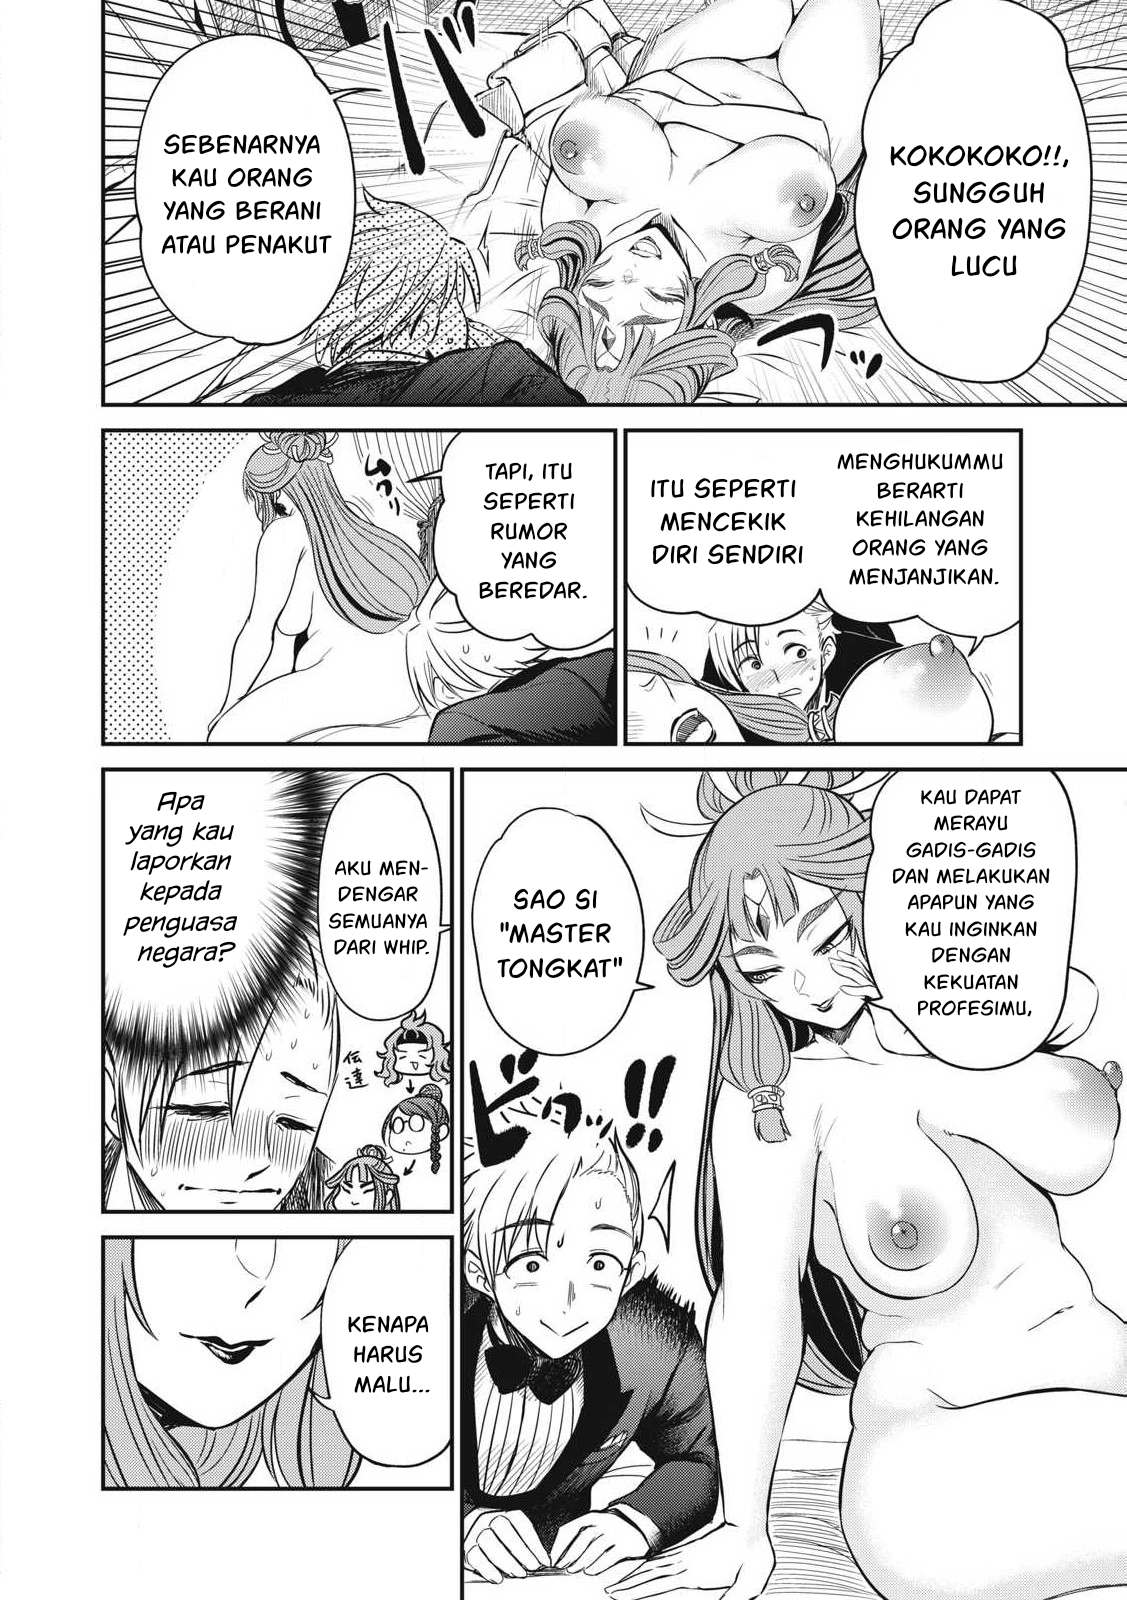 KOKOKOKO!!,
SUNGGUH
ORANG YANG
LUCU
SEBENARNYA
KAU ORANG
YANG BERANI
ATAU PENAKUT
MENGHUKUMMU
BERARTI
KEHILANGAN
ORANG YANG
MENJANJIKAN.
ITU SEPERTI
MENCEKIK
DIRI SENDIRI
TAPI, ITU
SEPERTI
RUMOR
YANG
BEREDAR.
KAU DAPAT
MERAYU
GADIS-GADIS
DAN MELAKUKAN
APAPUN YANG
KAU INGINKAN
DENGAN
KEKUATAN
PROFESIMU,
SAO SI
"MASTER
TONGKAT"
ビクッ!!
AKU MEN-
DENGAR
SEMUANYA
DARI WHIP.
伝達
Apa
yang kau
laporkan
kepada
penguasa
negara?
KENAPA
HARUS
MALU...